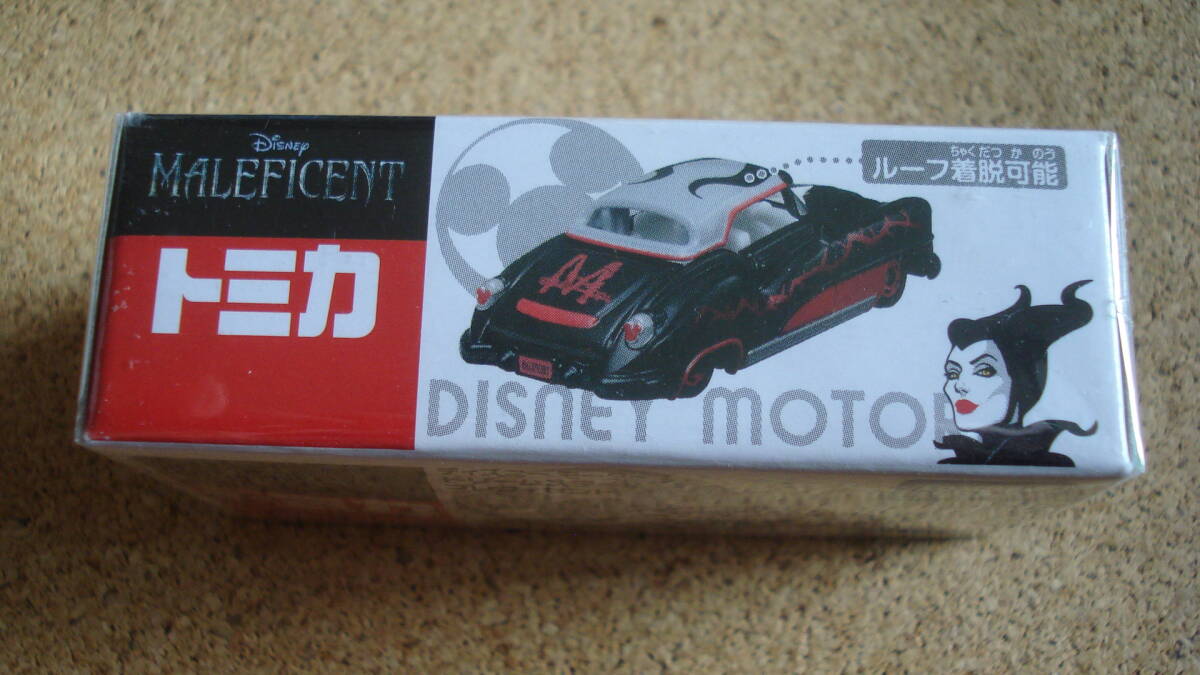 Disney
MALEFICENT
トミカ
ちゃくだつ か のう
ルーフ着脱可能
DISNEY MOTO